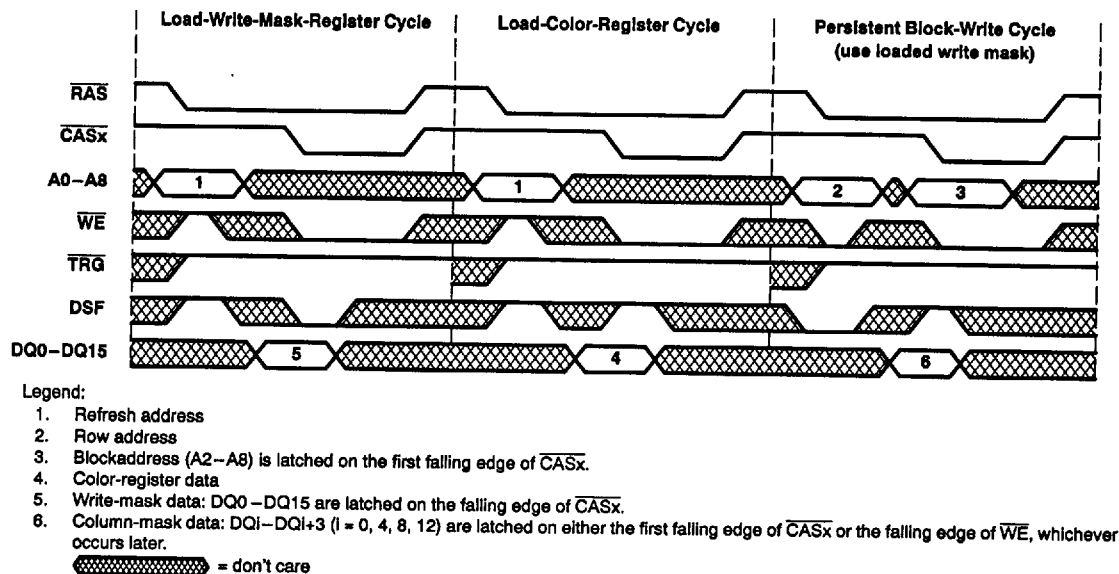 Load-Write-Mask-Register Cycle
Load-Color-Register Cycle
Persistent Block-Write Cycle
(use loaded write mask)
RAS
CASx
A0–A8
1
1
2
3
WE
TRG
DSF
DQ0–DQ15
5
4
6
Legend:
1. Refresh address
2. Row address
3. Blockaddress (A2–A8) is latched on the first falling edge of CASx.
4. Color-register data
5. Write-mask data: DQ0–DQ15 are latched on the falling edge of CASx.
6. Column-mask data: DQi–DQi+3 (i = 0, 4, 8, 12) are latched on either the first falling edge of CASx or the falling edge of WE, whichever
occurs later.
= don't care